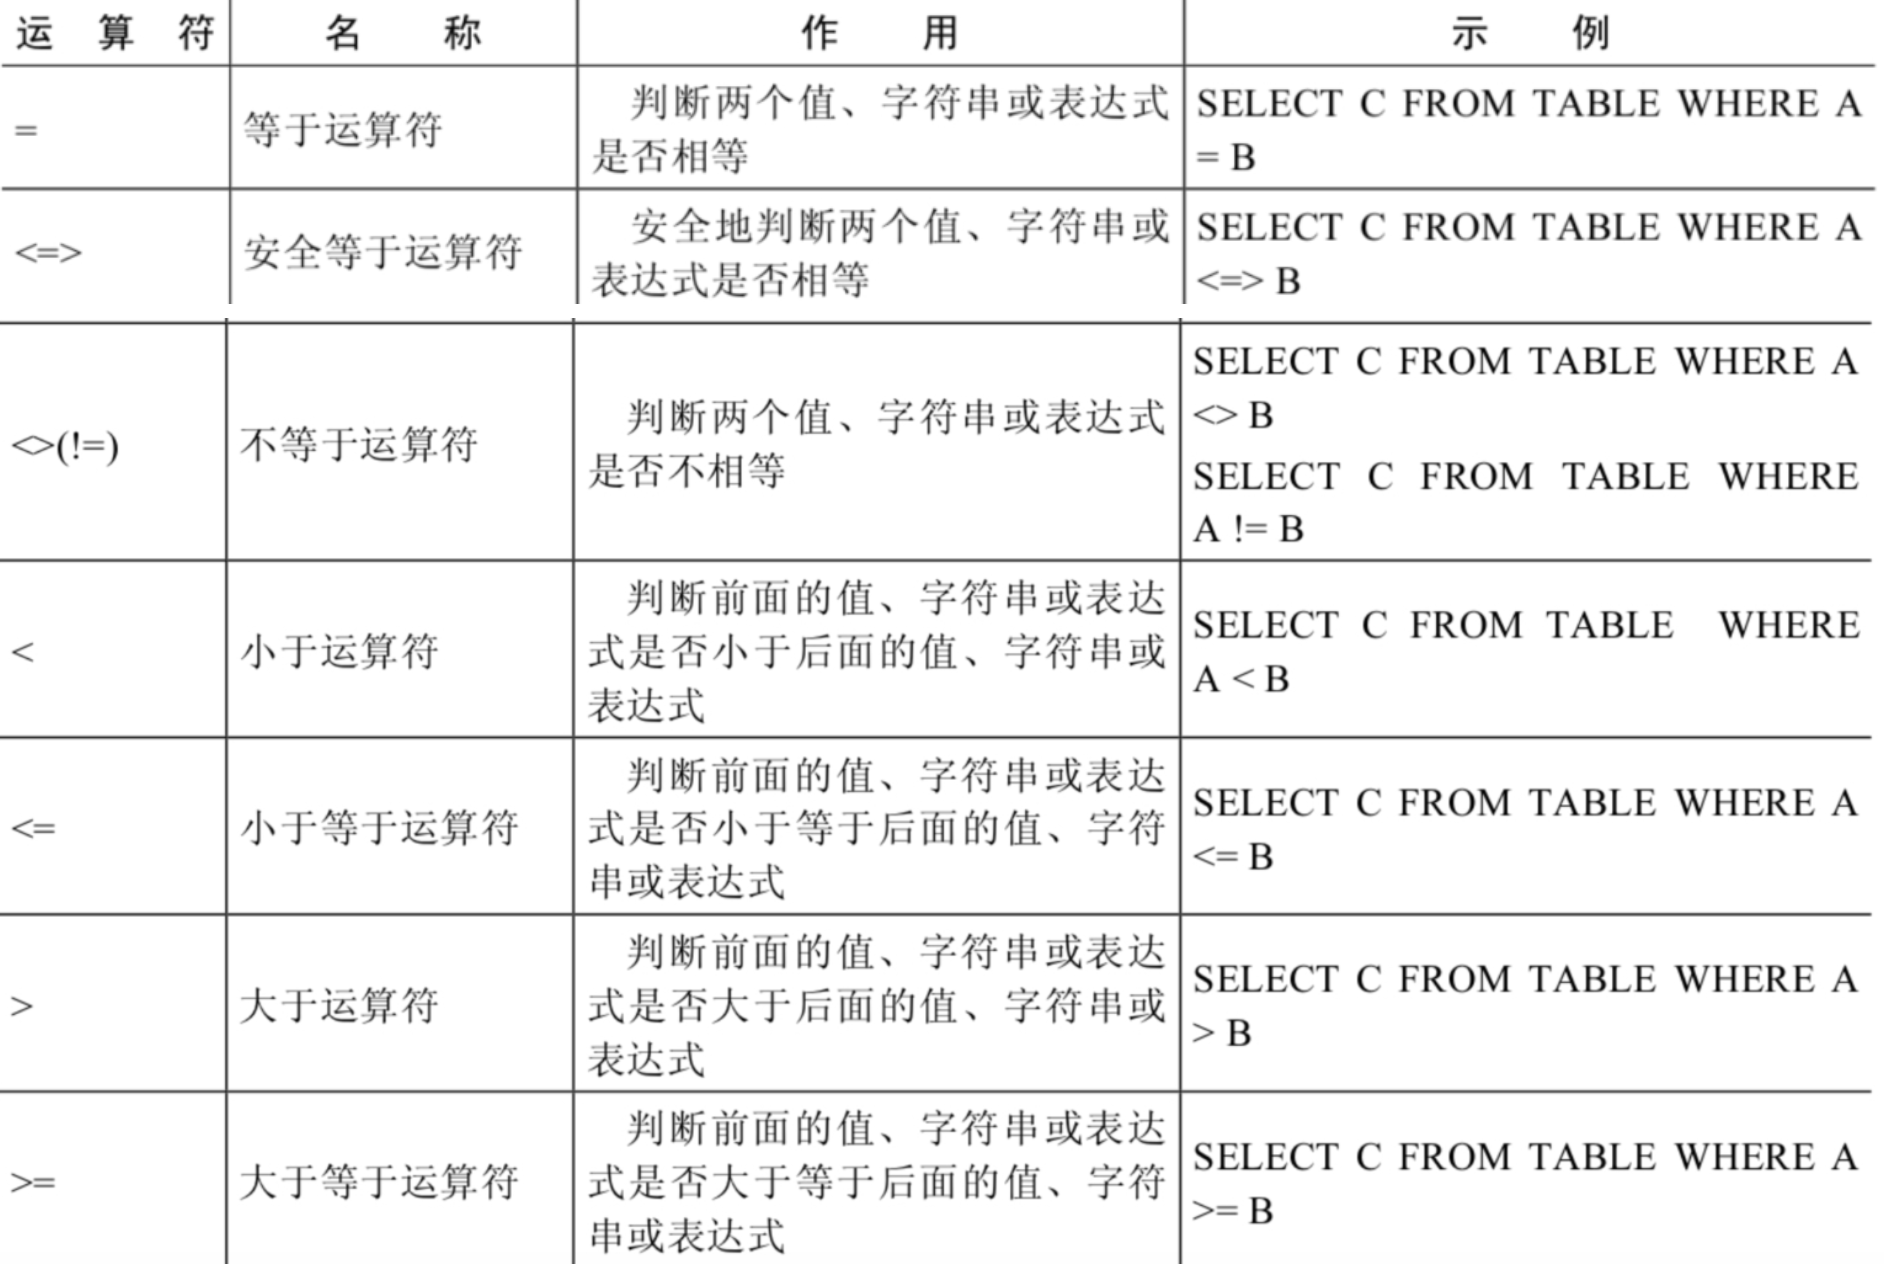 运 算 符 名 称 作 用 示 例
= 等于运算符 判断两个值、字符串或表达式
是否相等 SELECT C FROM TABLE WHERE A
= B
<=> 安全等于运算符 安全地判断两个值、字符串或
表达式是否相等 SELECT C FROM TABLE WHERE A
<=> B
<>(!=) 不等于运算符 判断两个值、字符串或表达式
是否不相等 SELECT C FROM TABLE WHERE A
<> B
SELECT C FROM TABLE WHERE
A != B
< 小于运算符 判断前面的值、字符串或表达
式是否小于后面的值、字符串或
表达式 SELECT C FROM TABLE WHERE
A < B
<= 小于等于运算符 判断前面的值、字符串或表达
式是否小于等于后面的值、字符
串或表达式 SELECT C FROM TABLE WHERE A
<= B
> 大于运算符 判断前面的值、字符串或表达
式是否大于后面的值、字符串或
表达式 SELECT C FROM TABLE WHERE A
> B
>= 大于等于运算符 判断前面的值、字符串或表达
式是否大于等于后面的值、字符
串或表达式 SELECT C FROM TABLE WHERE A
>= B